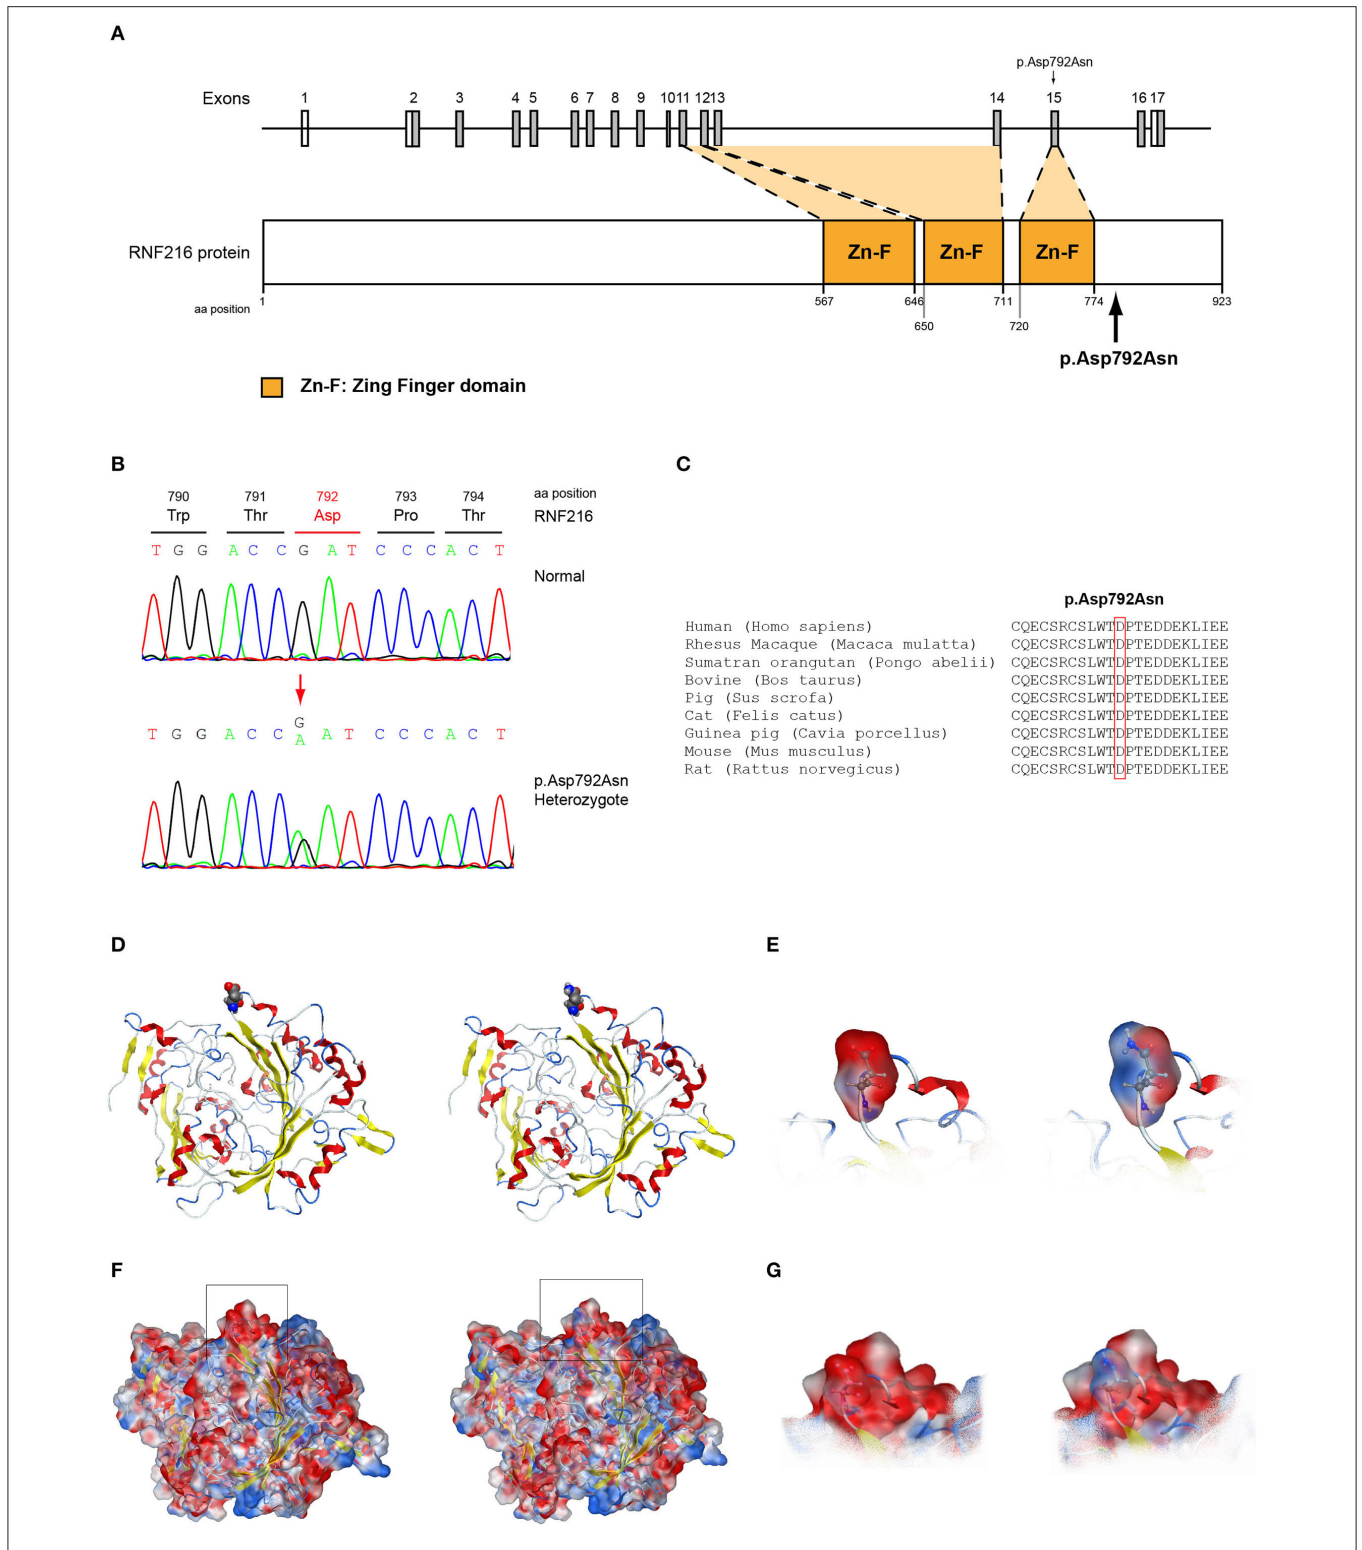 A
p.Asp792Asn
Exons 1 2 3 4 5 6 7 8 9 10 11 12 13 14 15 16 17
RNF216 protein Zn-F Zn-F Zn-F
aa position 1 567 646 711 774 923
650 720
p.Asp792Asn
Zn-F: Zing Finger domain
B
790 791 792 793 794 aa position
Trp Thr Asp Pro Thr RNF216
T G G A C C G A T C C C A C T
Normal
G
T G G A C C A A T C C C A C T
p.Asp792Asn
Heterozygote
C
p.Asp792Asn
Human (Homo sapiens) CQECSRCSLWTDPTEDDEKLIEE
Rhesus Macaque (Macaca mulatta) CQECSRCSLWTDPTEDDEKLIEE
Sumatran orangutan (Pongo abelii) CQECSRCSLWTDPTEDDEKLIEE
Bovine (Bos taurus) CQECSRCSLWTDPTEDDEKLIEE
Pig (Sus scrofa) CQECSRCSLWTDPTEDDEKLIEE
Cat (Felis catus) CQECSRCSLWTDPTEDDEKLIEE
Guinea pig (Cavia porcellus) CQECSRCSLWTDPTEDDEKLIEE
Mouse (Mus musculus) CQECSRCSLWTDPTEDDEKLIEE
Rat (Rattus norvegicus) CQECSRCSLWTDPTEDDEKLIEE
D
E
F
G